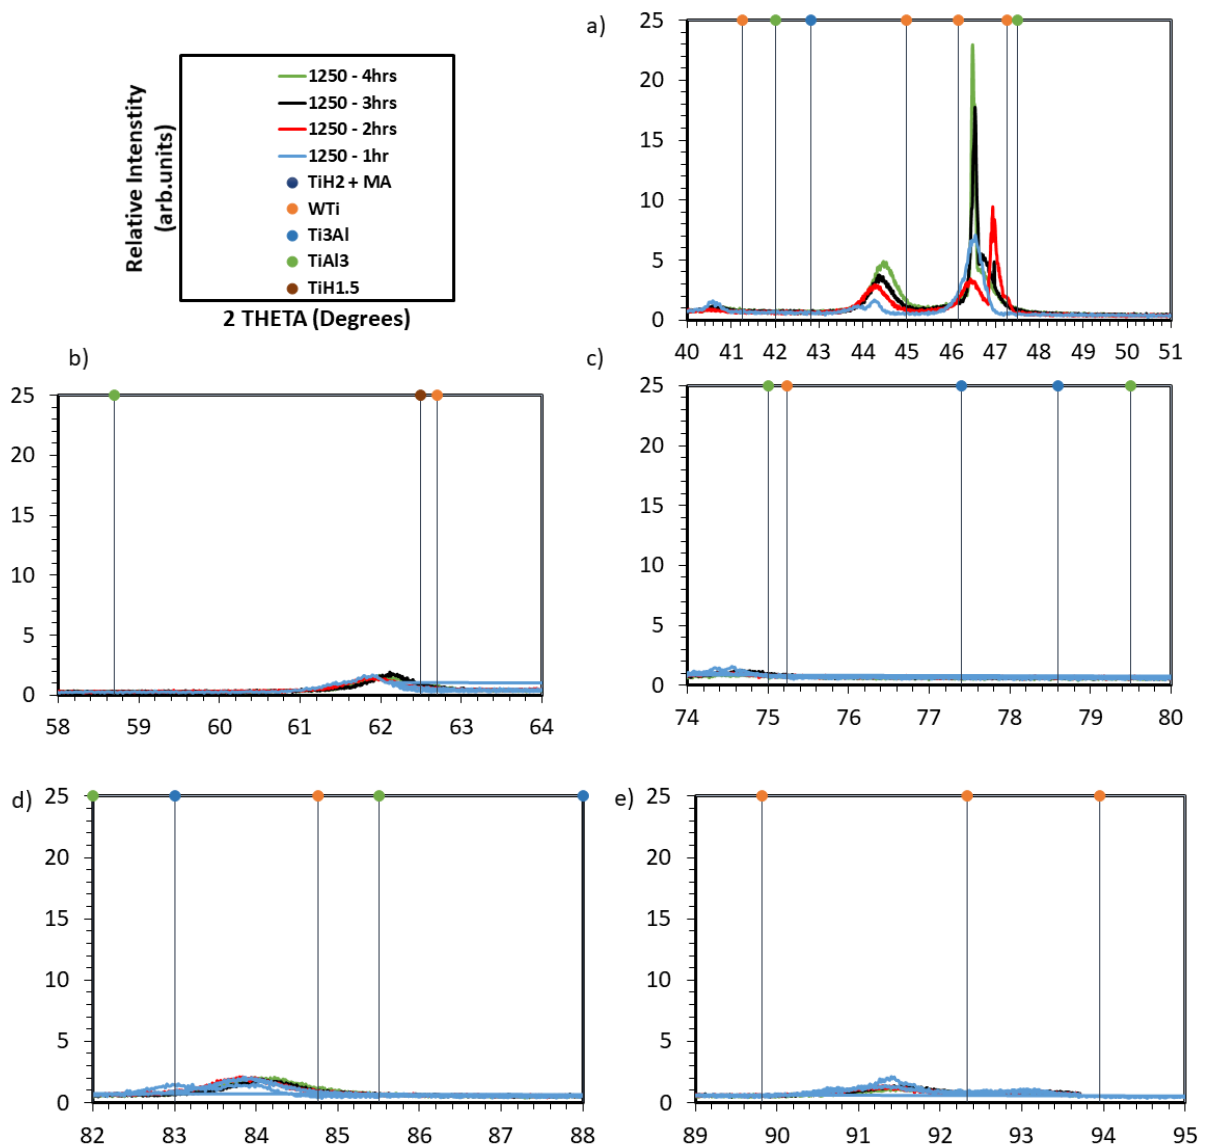 a)
Relative Intenstity
(arb.units)
1250 - 4hrs
1250 - 3hrs
1250 - 2hrs
1250 - 1hr
TiH2 + MA
WTi
Ti3Al
TiAl3
TiH1.5
2 THETA (Degrees)
25
20
15
10
5
0
40 41 42 43 44 45 46 47 48 49 50 51
b)
25
20
15
10
5
0
58 59 60 61 62 63 64
c)
25
20
15
10
5
0
74 75 76 77 78 79 80
d)
25
20
15
10
5
0
82 83 84 85 86 87 88
e)
25
20
15
10
5
0
89 90 91 92 93 94 95